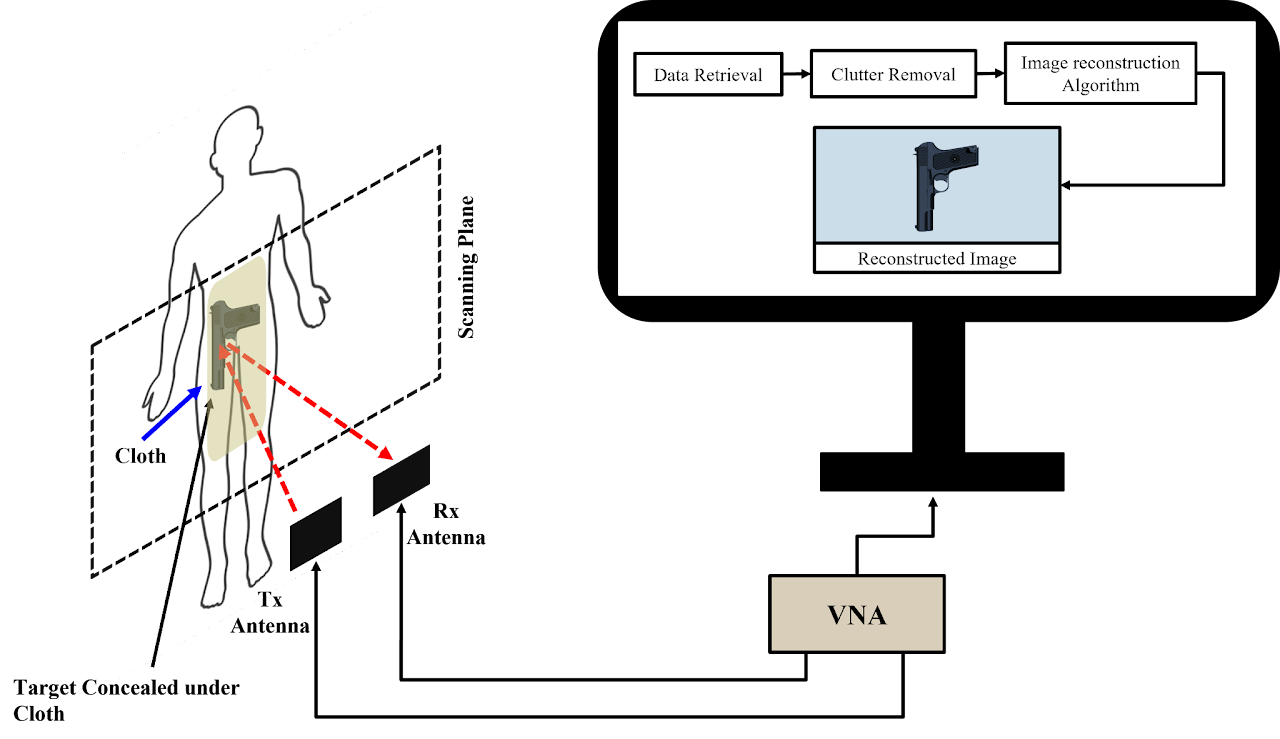 Data Retrieval
Clutter Removal
Image reconstruction
Algorithm
Reconstructed Image
Scanning Plane
Cloth
Rx
Antenna
Tx
Antenna
VNA
Target Concealed under
Cloth